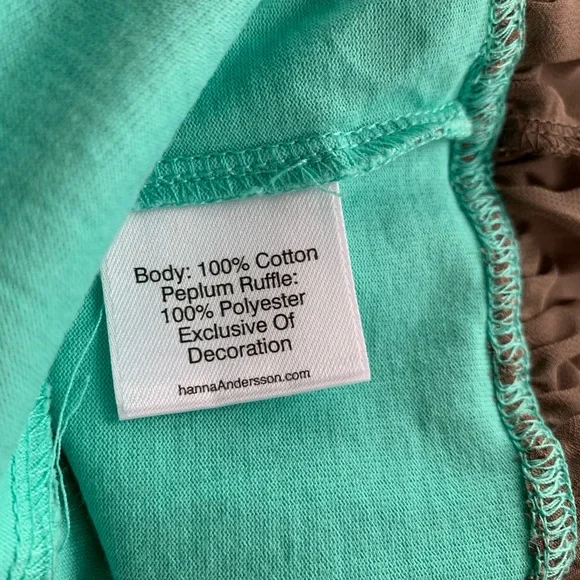 Body: 100% Cotton
Peplum Ruffle:
100% Polyester
Exclusive Of
Decoration
hannaAndersson.com